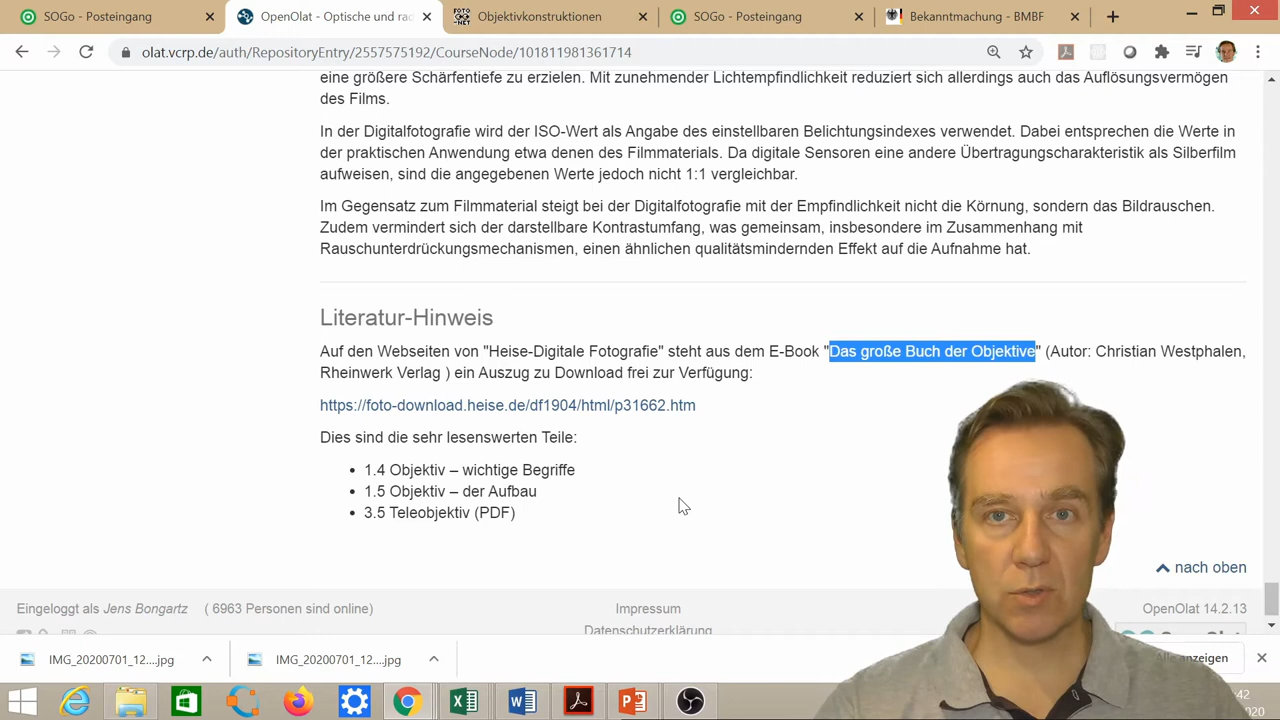 SOGo - Posteingang
OpenOlat - Optische und rad
Objektivkonstruktionen
SOGo - Posteingang
Bekanntmachung - BMBF
olat.vcrp.de/auth/RepositoryEntry/2557575192/CourseNode/101811981361714
eine größere Schärfentiefe zu erzielen. Mit zunehmender Lichtempfindlichkeit reduziert sich allerdings auch das Auflösungsvermögen
des Films.
In der Digitalfotografie wird der ISO-Wert als Angabe des einstellbaren Belichtungsindexes verwendet. Dabei entsprechen die Werte in
der praktischen Anwendung etwa denen des Filmmaterials. Da digitale Sensoren eine andere Übertragungscharakteristik als Silberfilm
aufweisen, sind die angegebenen Werte jedoch nicht 1:1 vergleichbar.
Im Gegensatz zum Filmmaterial steigt bei der Digitalfotografie mit der Empfindlichkeit nicht die Körnung, sondern das Bildrauschen.
Zudem vermindert sich der darstellbare Kontrastumfang, was gemeinsam, insbesondere im Zusammenhang mit
Rauschunterdrückungsmechanismen, einen ähnlichen qualitätsmindernden Effekt auf die Aufnahme hat.
Literatur-Hinweis
Auf den Webseiten von "Heise-Digitale Fotografie" steht aus dem E-Book "Das große Buch der Objektive" (Autor: Christian Westphalen,
Rheinwerk Verlag ) ein Auszug zu Download frei zur Verfügung:
https://foto-download.heise.de/df1904/html/p31662.htm
Dies sind die sehr lesenswerten Teile:
• 1.4 Objektiv – wichtige Begriffe
• 1.5 Objektiv – der Aufbau
• 3.5 Teleobjektiv (PDF)
nach oben
Eingeloggt als Jens Bongartz ( 6963 Personen sind online)
Impressum
OpenOlat 14.2.13
Datenschutzerklärung
IMG_20200701_12....jpg
IMG_20200701_12....jpg
Alle anzeigen